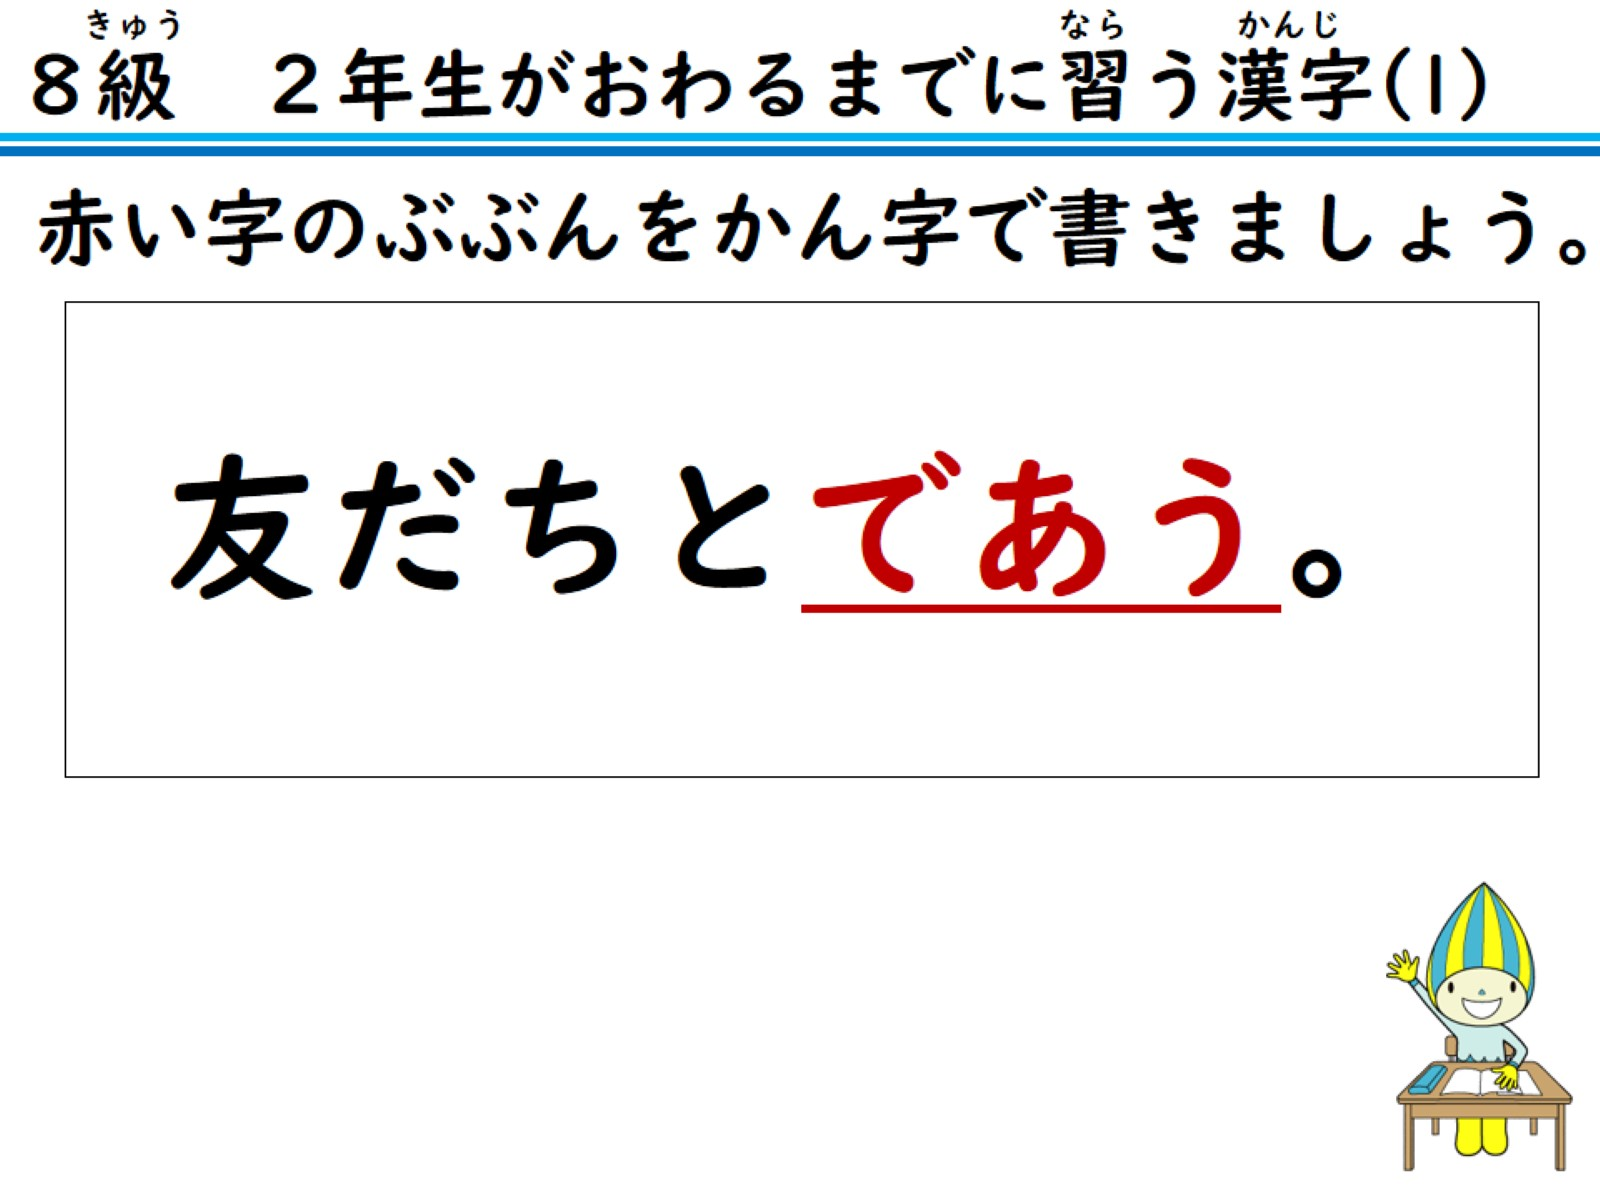 きゅう なら かんじ
８級　２年生がおわるまでに習う漢字(1)
赤い字のぶぶんをかん字で書きましょう。
友だちとであう。